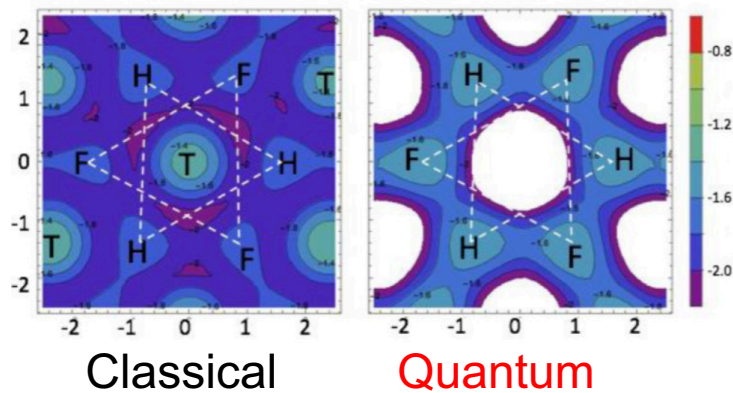 2
H F T H F
-0.8
1
-1.2
0
F T H F H
-1.6
-1
T H F H F
-2.0
-2
-2 -1 0 1 2 -2 -1 0 1 2
Classical Quantum